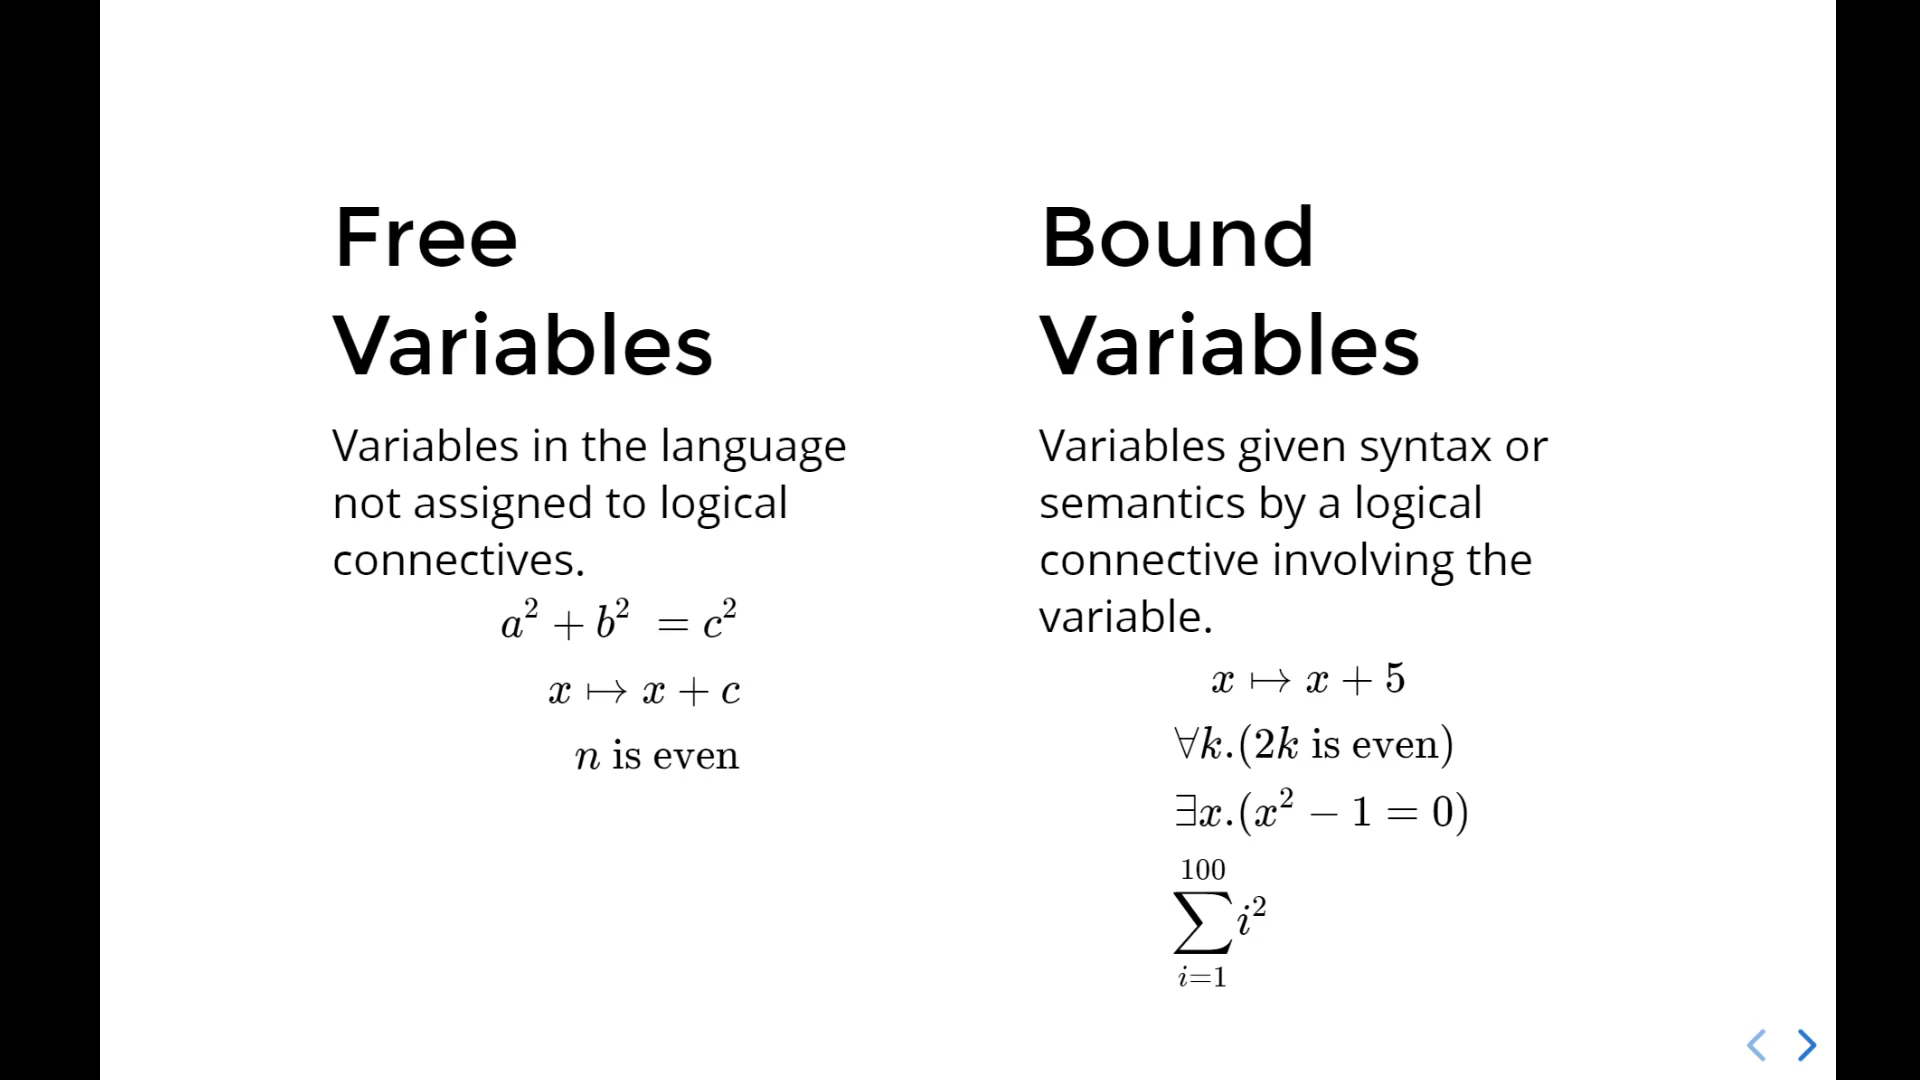 Free
Variables
Variables in the language
not assigned to logical
connectives.
a² + b² = c²
x ↦ x + c
n is even
Bound
Variables
Variables given syntax or
semantics by a logical
connective involving the
variable.
x ↦ x + 5
∀k.(2k is even)
∃x.(x² − 1 = 0)
100
∑ i²
i=1